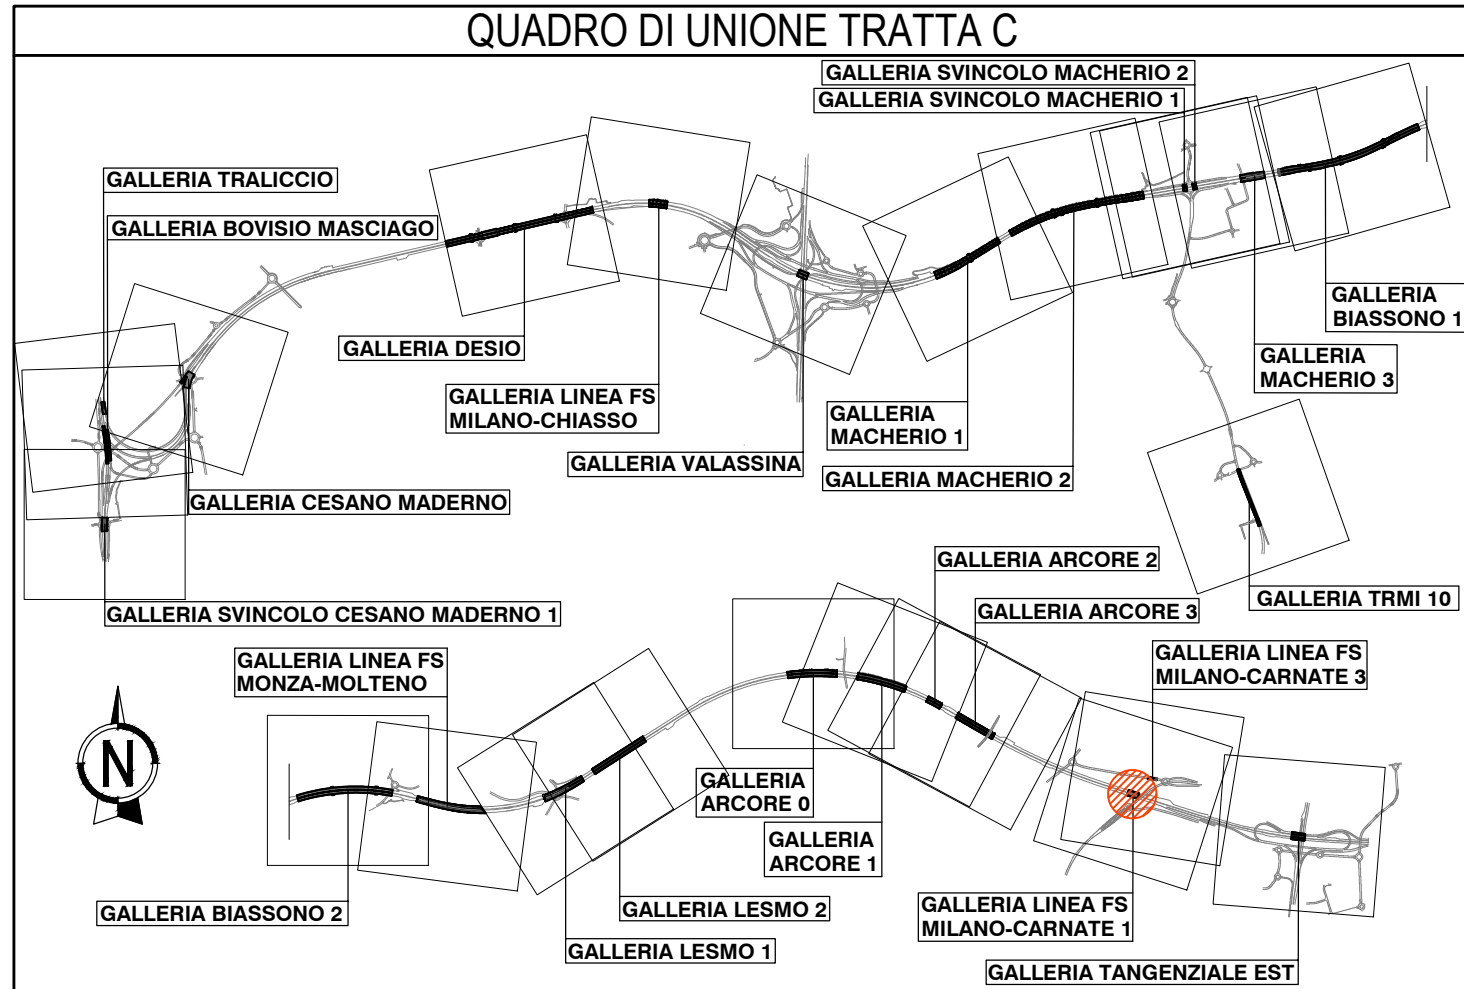 QUADRO DI UNIONE TRATTA C
GALLERIA SVINCOLO MACHERIO 2
GALLERIA SVINCOLO MACHERIO 1
GALLERIA TRALICCIO
GALLERIA BOVISIO MASCIAGO
GALLERIA DESIO
GALLERIA LINEA FS
MILANO-CHIASSO
GALLERIA VALASSINA
GALLERIA
MACHERIO 1
GALLERIA MACHERIO 2
GALLERIA
BIASSONO 1
GALLERIA
MACHERIO 3
GALLERIA CESANO MADERNO
GALLERIA SVINCOLO CESANO MADERNO 1
GALLERIA TRMI 10
GALLERIA ARCORE 2
GALLERIA ARCORE 3
GALLERIA LINEA FS
MONZA-MOLTENO
GALLERIA LINEA FS
MILANO-CARNATE 3
N
GALLERIA
ARCORE 0
GALLERIA
ARCORE 1
GALLERIA BIASSONO 2
GALLERIA LESMO 2
GALLERIA LESMO 1
GALLERIA LINEA FS
MILANO-CARNATE 1
GALLERIA TANGENZIALE EST